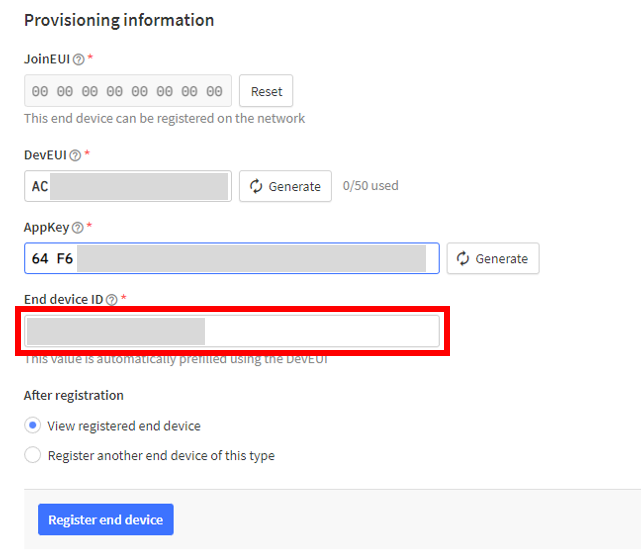 Provisioning information
JoinEUI *
00 00 00 00 00 00 00 00 Reset
This end device can be registered on the network
DevEUI *
AC Generate 0/50 used
AppKey *
64 F6 Generate
End device ID *
This value is automatically prefilled using the DevEUI
After registration
View registered end device
Register another end device of this type
Register end device